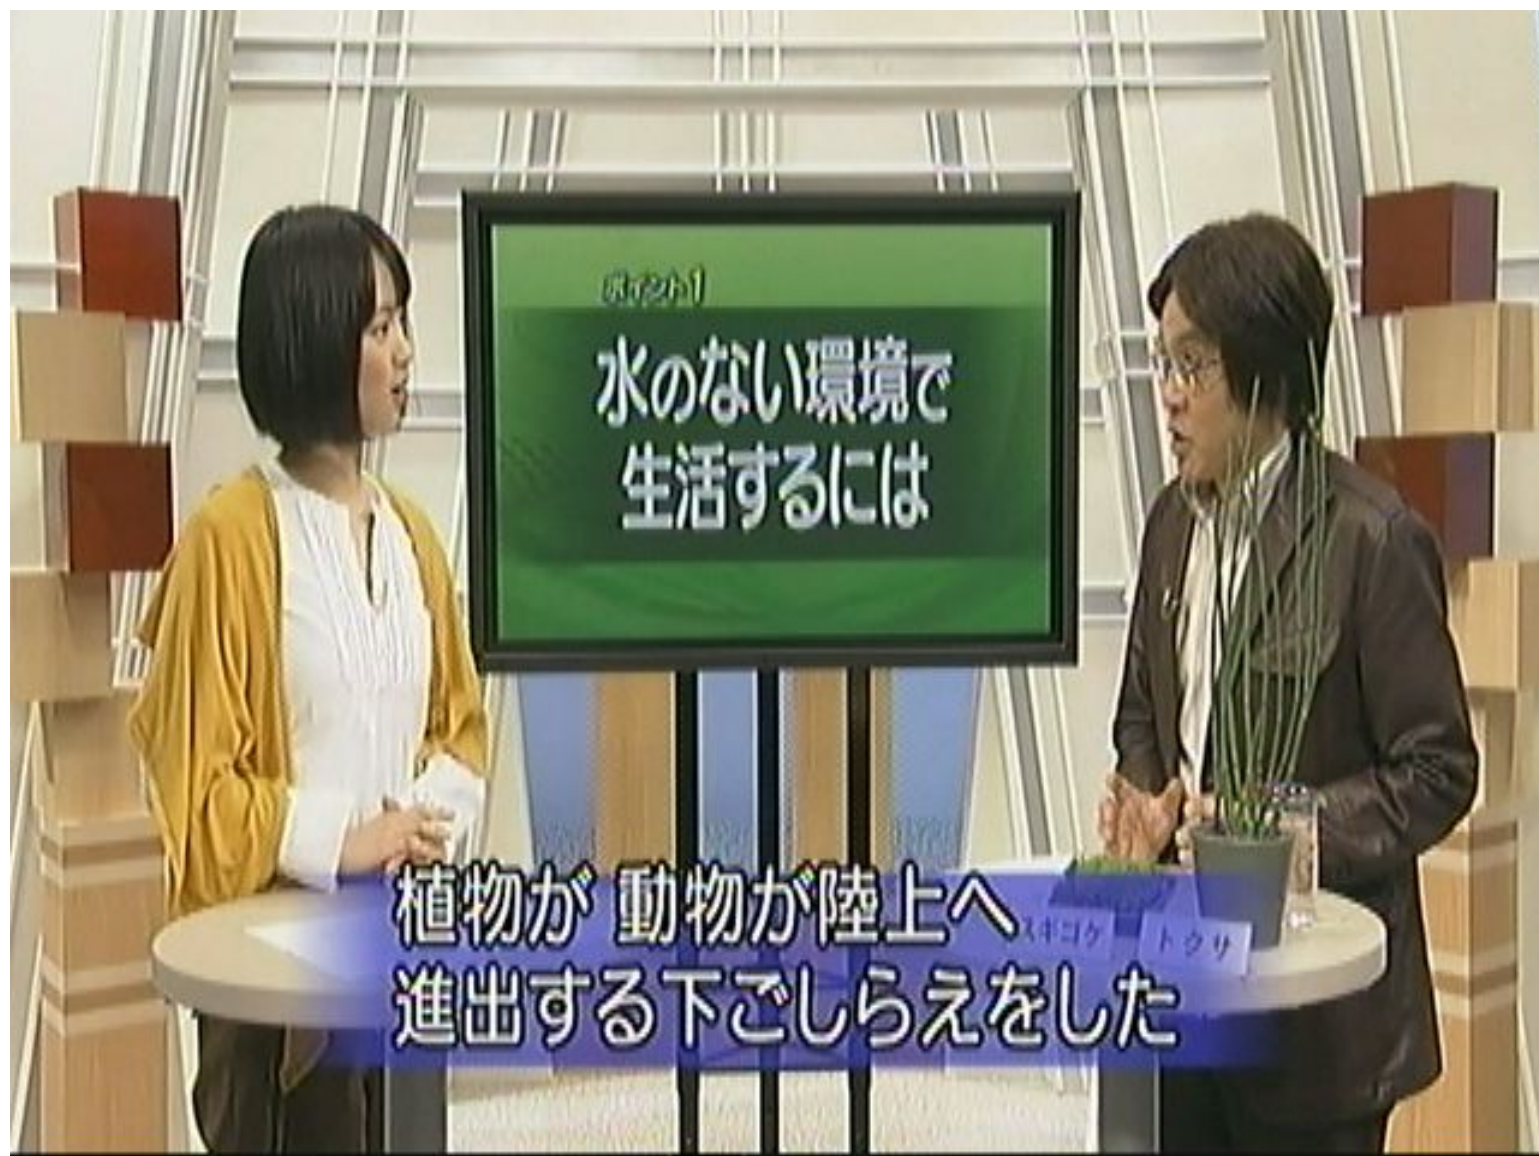 ポイント1
水のない環境で
生活するには
植物が 動物が陸上へ
進出する下ごしらえをした
スギゴケ
トクサ